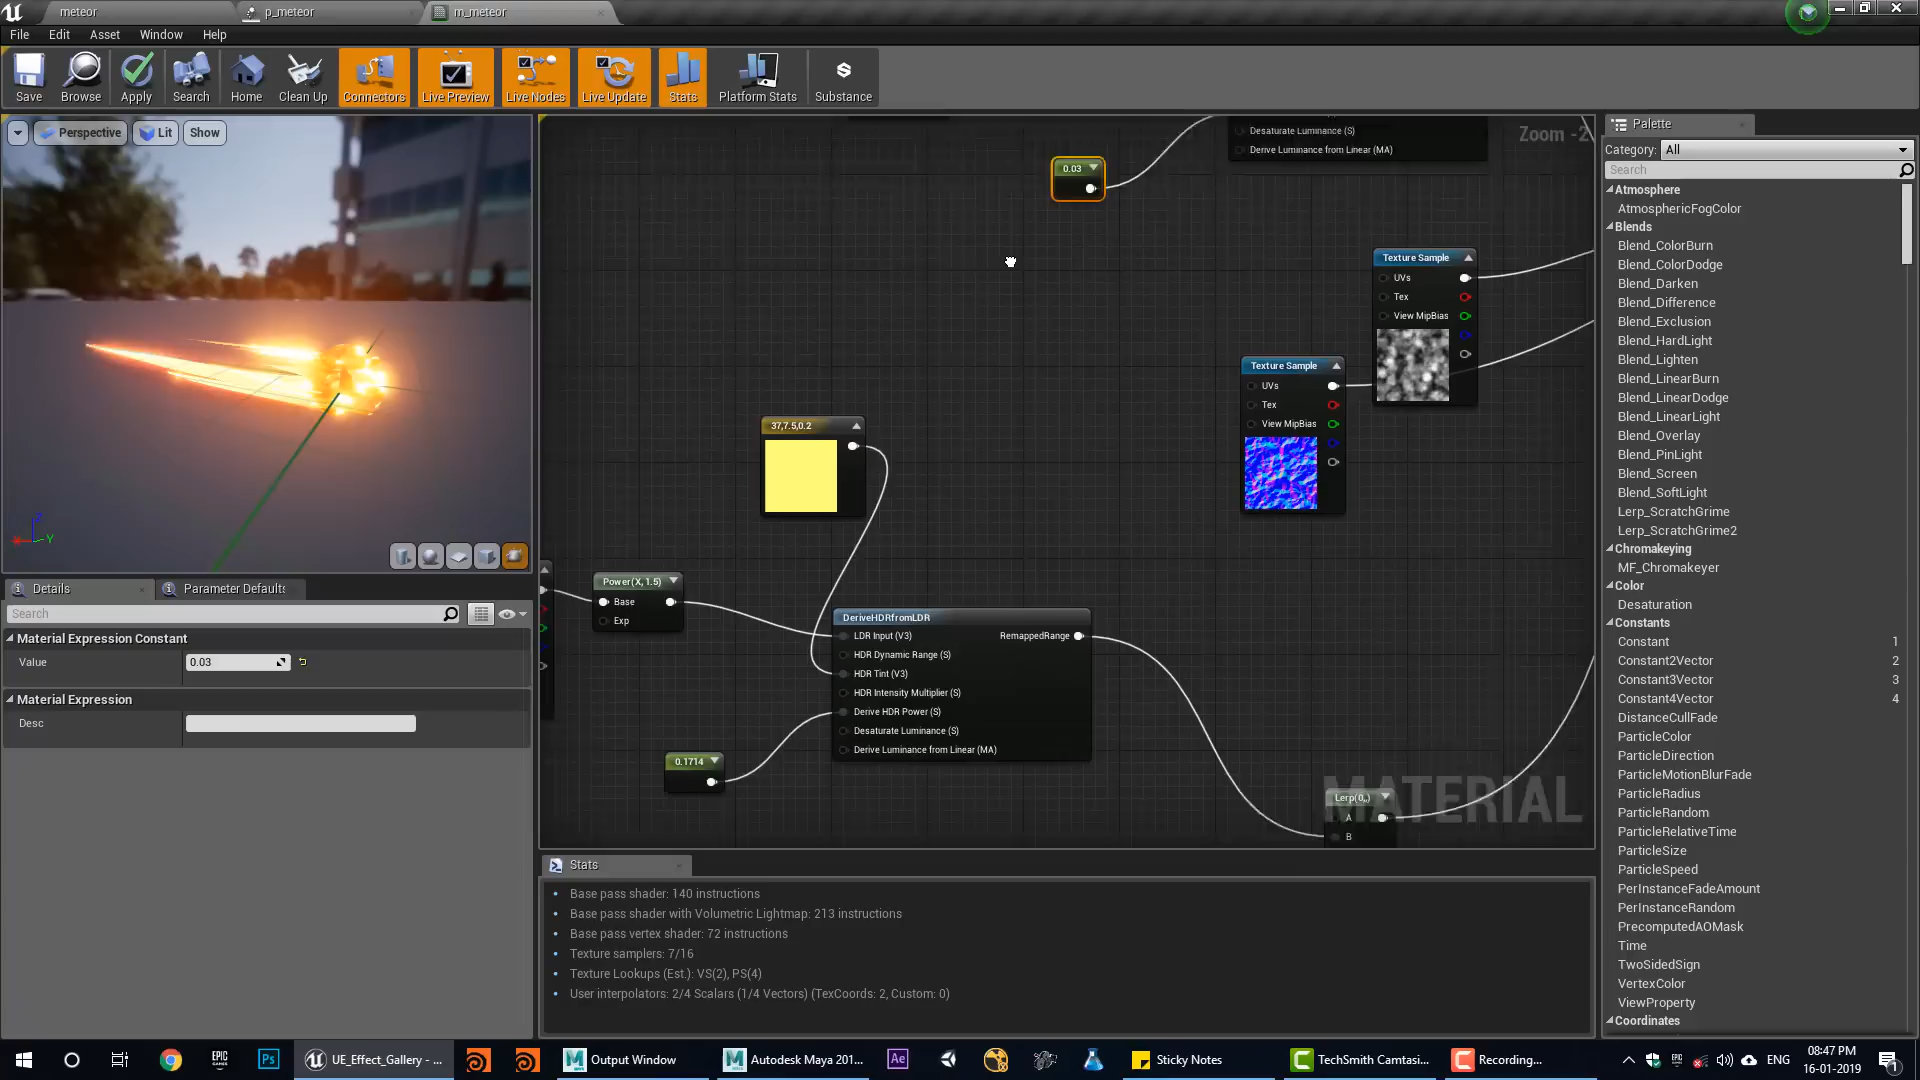 meteor
p_meteor
m_meteor
File
Edit
Asset
Window
Help
Save
Browse
Apply
Search
Home
Clean Up
Connectors
Live Preview
Live Nodes
Live Update
Stats
Platform Stats
Substance
Perspective
Lit
Show
Z
Y
Details
Parameter Defaults
Search
Material Expression Constant
Value
0.03
Material Expression
Desc
Desaturate Luminance (S)
Derive Luminance from Linear (MA)
Zoom -2
0.03
Texture Sample
UVs
Tex
View MipBias
Texture Sample
UVs
Tex
View MipBias
37,7.5,0.2
Power(X, 1.5)
Base
Exp
DeriveHDRfromLDR
LDR Input (V3)
RemappedRange
HDR Dynamic Range (S)
HDR Tint (V3)
HDR Intensity Multiplier (S)
Derive HDR Power (S)
Desaturate Luminance (S)
Derive Luminance from Linear (MA)
0.1714
Lerp(0,,)
A
B
MATERIAL
Stats
Base pass shader: 140 instructions
Base pass shader with Volumetric Lightmap: 213 instructions
Base pass vertex shader: 72 instructions
Texture samplers: 7/16
Texture Lookups (Est.): VS(2), PS(4)
User interpolators: 2/4 Scalars (1/4 Vectors) (TexCoords: 2, Custom: 0)
Palette
Category:
All
Search
Atmosphere
AtmosphericFogColor
Blends
Blend_ColorBurn
Blend_ColorDodge
Blend_Darken
Blend_Difference
Blend_Exclusion
Blend_HardLight
Blend_Lighten
Blend_LinearBurn
Blend_LinearDodge
Blend_LinearLight
Blend_Overlay
Blend_PinLight
Blend_Screen
Blend_SoftLight
Lerp_ScratchGrime
Lerp_ScratchGrime2
Chromakeying
MF_Chromakeyer
Color
Desaturation
Constants
Constant 1
Constant2Vector 2
Constant3Vector 3
Constant4Vector 4
DistanceCullFade
ParticleColor
ParticleDirection
ParticleMotionBlurFade
ParticleRadius
ParticleRandom
ParticleRelativeTime
ParticleSize
ParticleSpeed
PerInstanceFadeAmount
PerInstanceRandom
PrecomputedAOMask
Time
TwoSidedSign
VertexColor
ViewProperty
Coordinates
Ps
UE_Effect_Gallery - ...
Output Window
Autodesk Maya 201...
Ae
Sticky Notes
TechSmith Camtasi...
Recording...
ENG
08:47 PM
16-01-2019